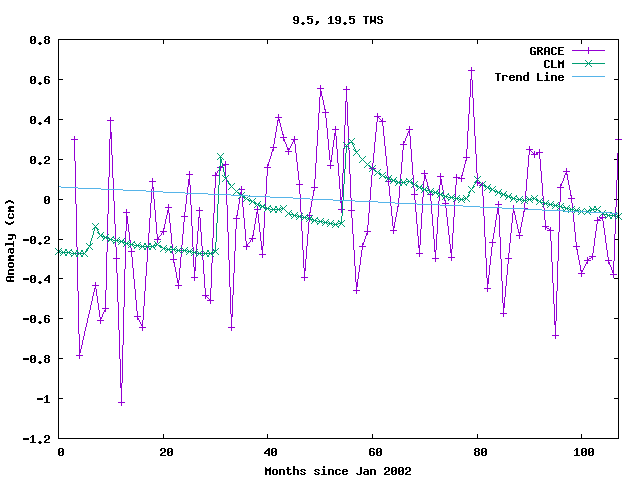 9.5, 19.5 TWS
GRACE
CLM
Trend Line
0.8
0.6
0.4
0.2
0
-0.2
-0.4
-0.6
-0.8
-1
-1.2
Anomaly (cm)
0 20 40 60 80 100
Months since Jan 2002